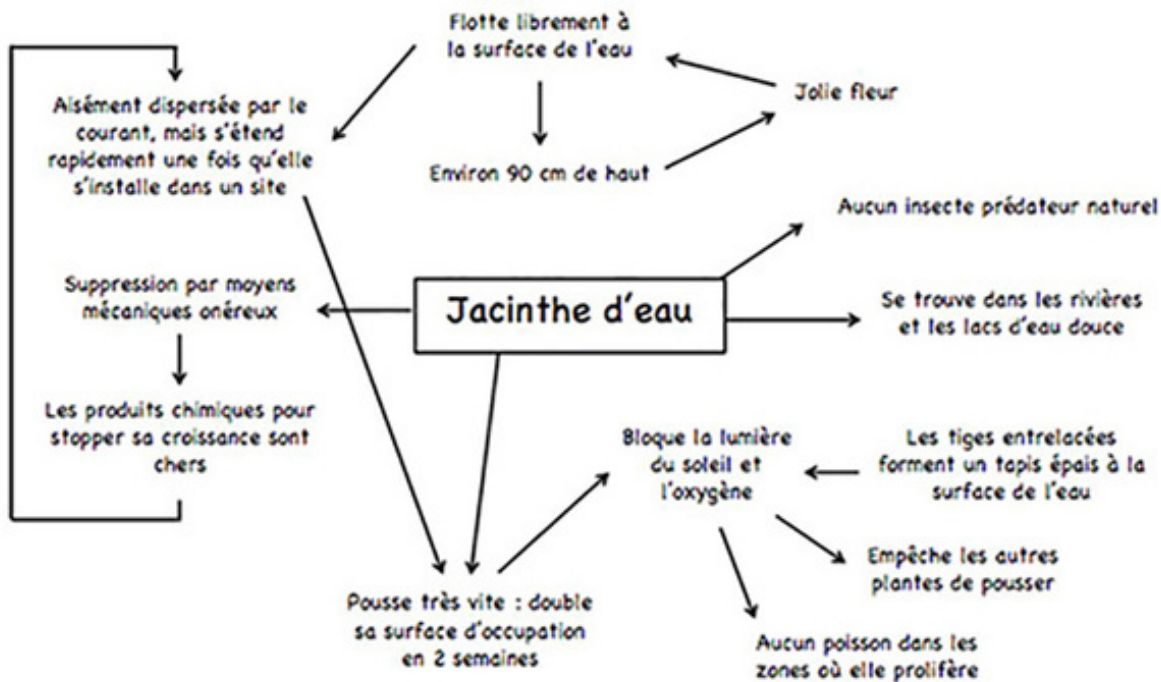 Flotte librement à
la surface de l'eau
Jolie fleur
Aisément dispersée par le
courant, mais s'étend
rapidement une fois qu'elle
s'installe dans un site
Environ 90 cm de haut
Aucun insecte prédateur naturel
Suppression par moyens
mécaniques onéreux
Jacinthe d'eau
Se trouve dans les rivières
et les lacs d'eau douce
Les produits chimiques pour
stopper sa croissance sont
chers
Bloque la lumière
du soleil et
l'oxygène
Les tiges entrelacées
forment un tapis épais à la
surface de l'eau
Empêche les autres
plantes de pousser
Pousse très vite : double
sa surface d'occupation
en 2 semaines
Aucun poisson dans les
zones où elle prolifère